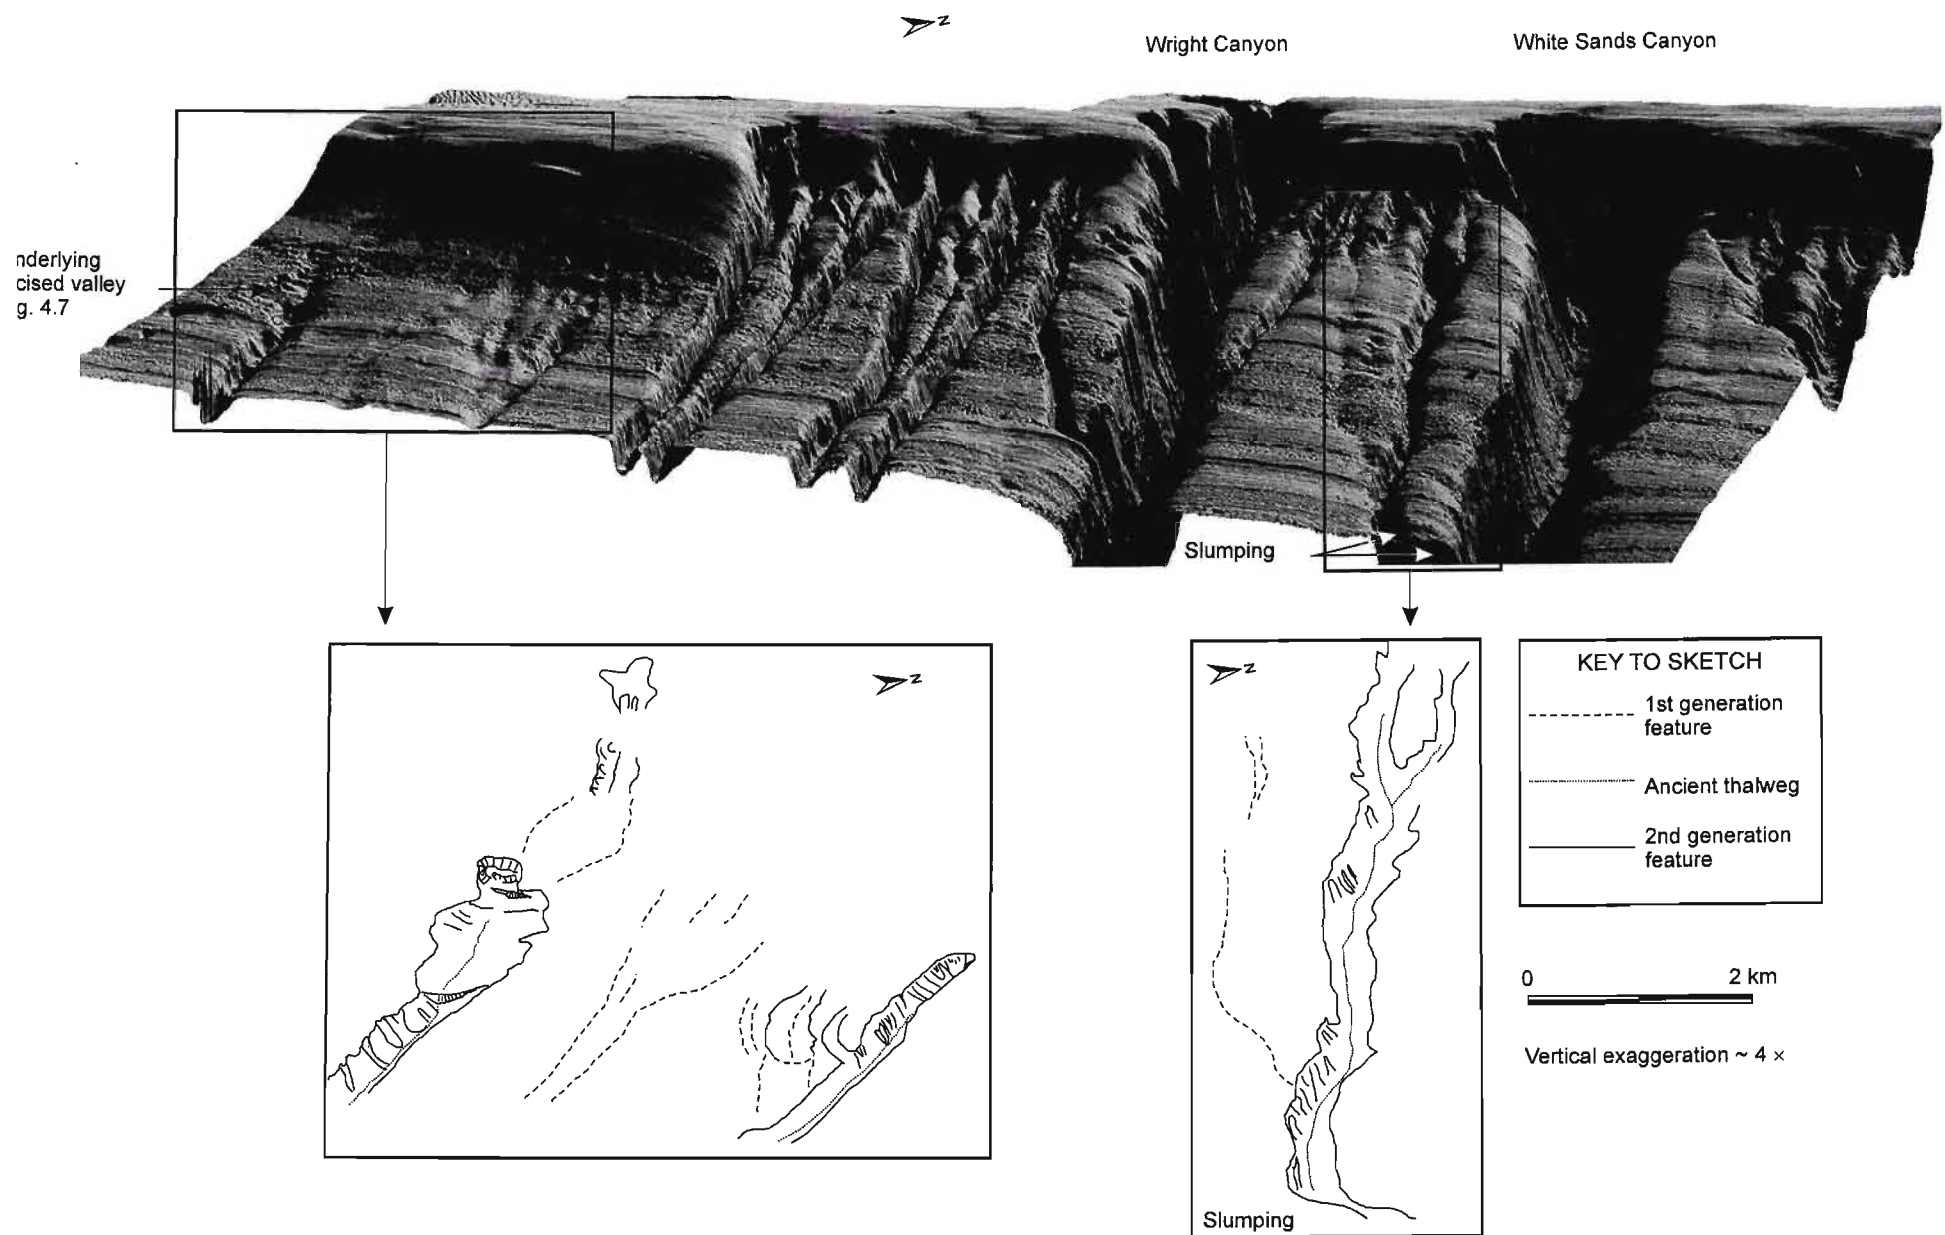 N
Wright Canyon
White Sands Canyon
nderlying
cised valley
g. 4.7
Slumping
N
N
Slumping
KEY TO SKETCH
1st generation
feature
Ancient thalweg
2nd generation
feature
0 2 km
Vertical exaggeration ~ 4 ×